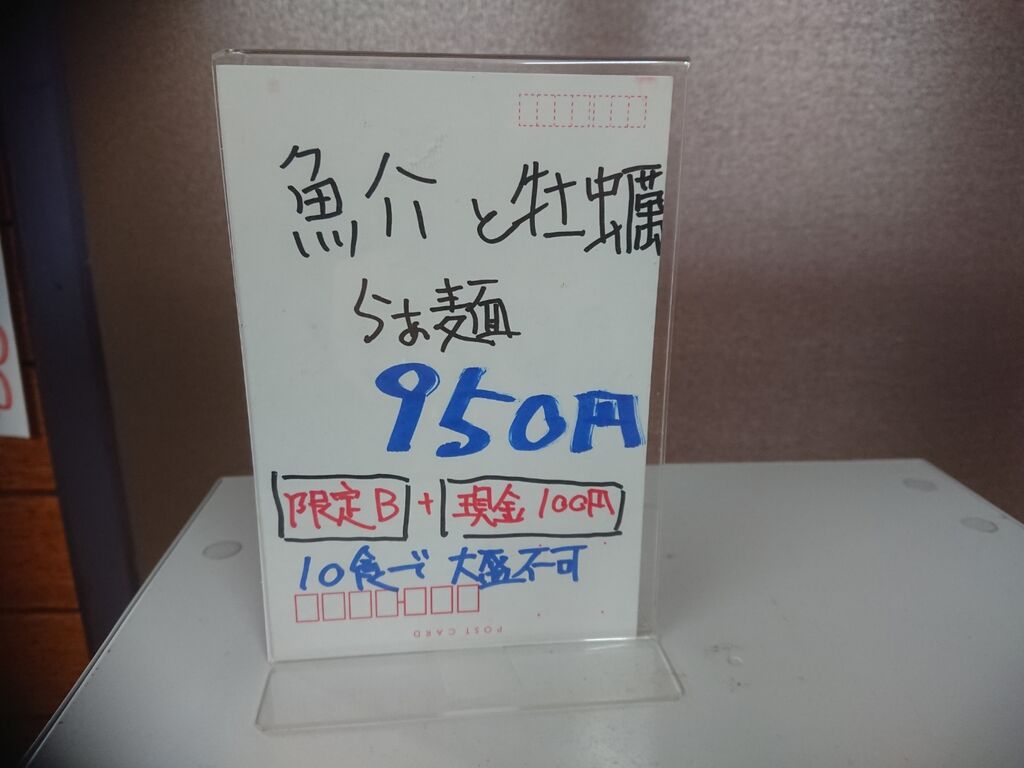 魚介と牡蠣
らぁ麺
950円
限定B + 現金100円
10食で 大盛不可
POST CARD